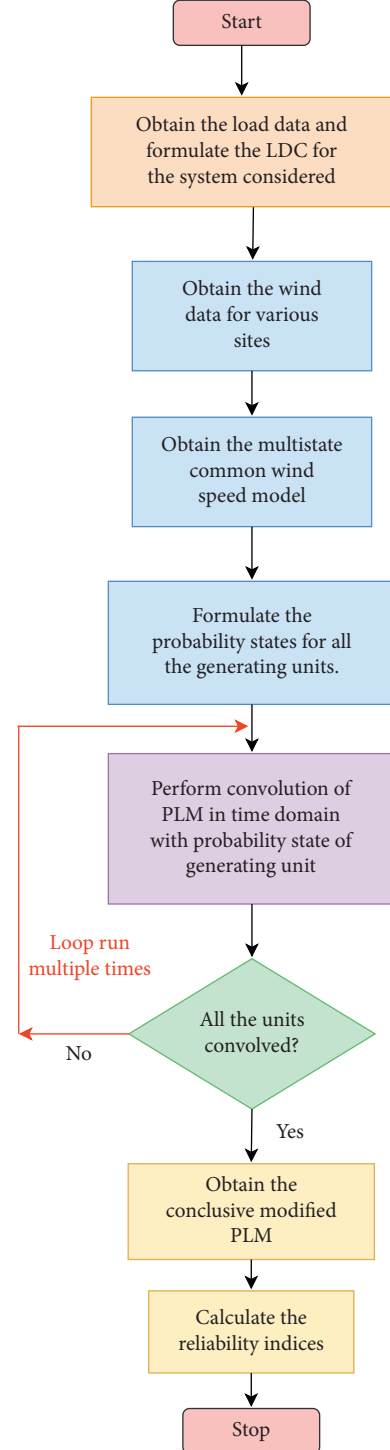 Start
Obtain the load data and
formulate the LDC for
the system considered
Obtain the wind
data for various
sites
Obtain the multistate
common wind
speed model
Formulate the
probability states for all
the generating units.
Perform convolution of
PLM in time domain
with probability state of
generating unit
Loop run
multiple times
All the units
convolved?
No
Yes
Obtain the
conclusive modified
PLM
Calculate the
reliability indices
Stop